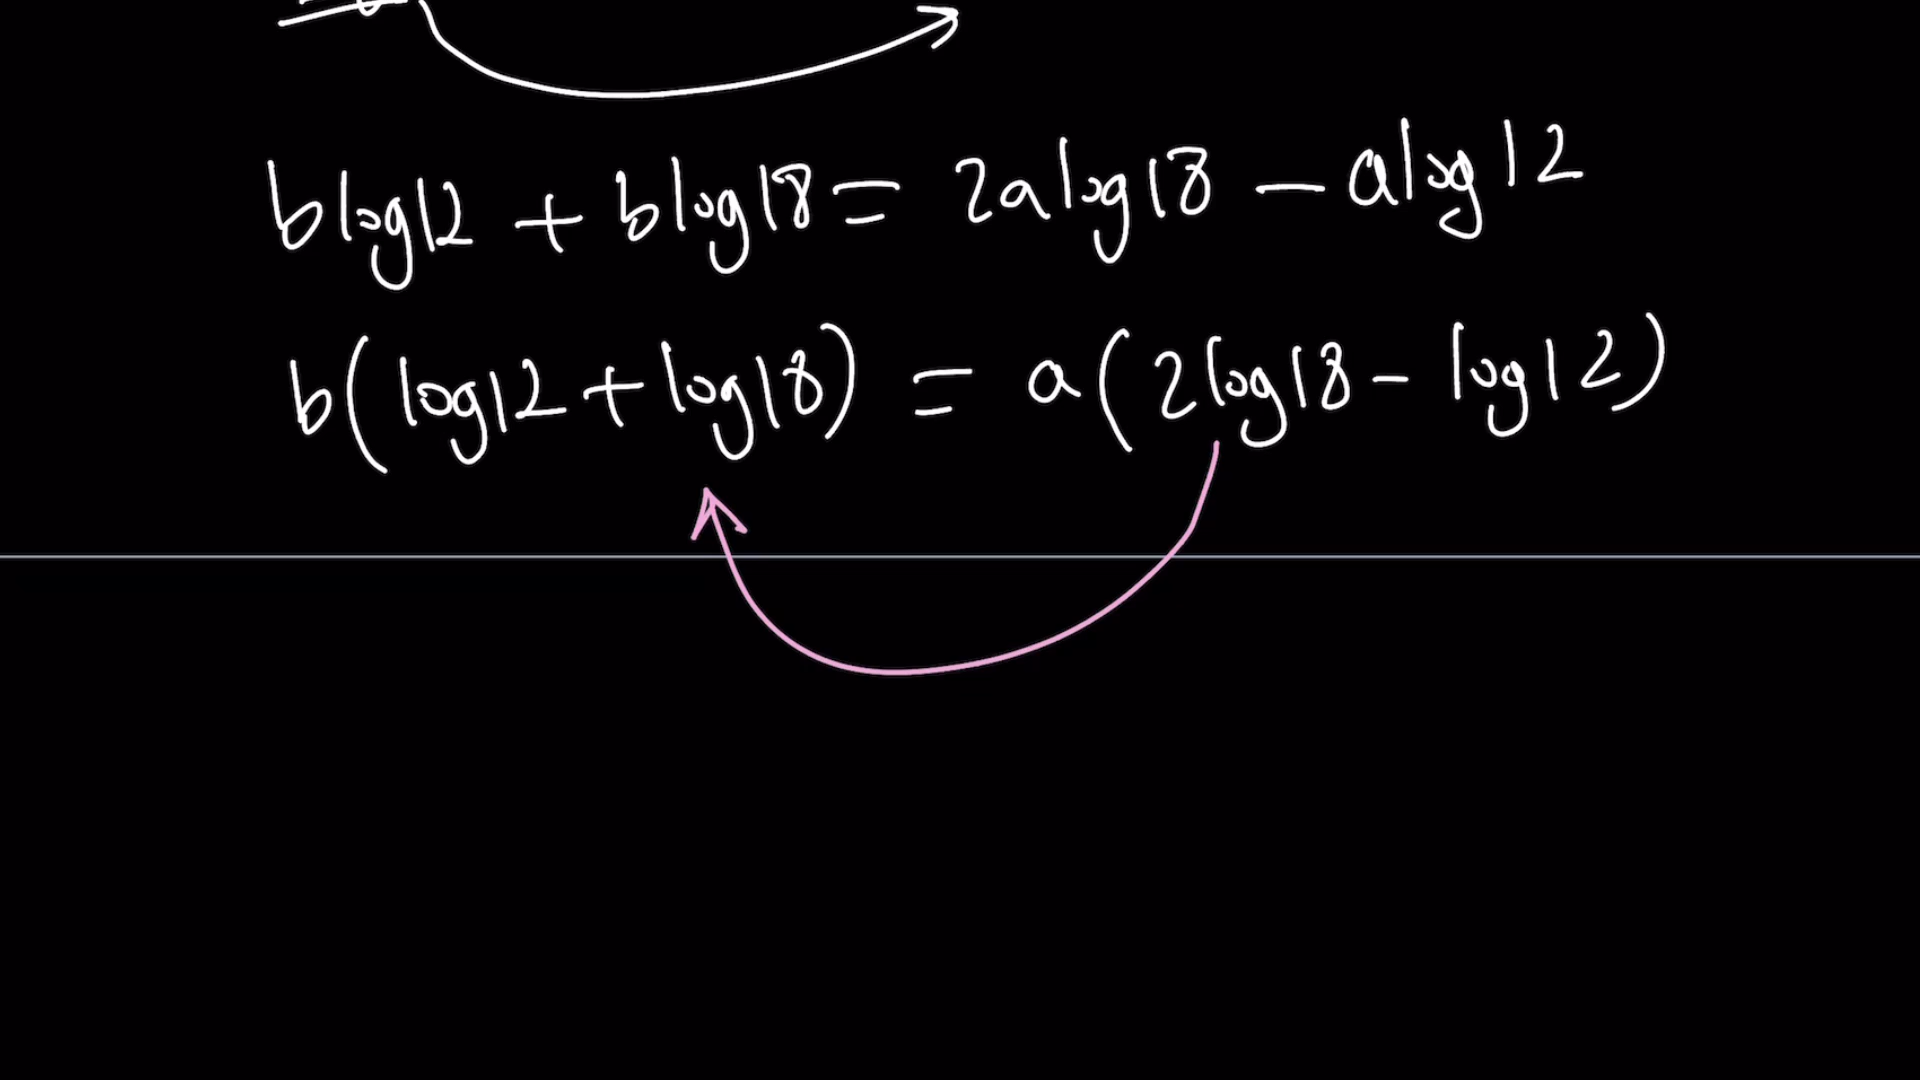 blog12 + blog18 = 2alog18 - alog12
b(log12 + log18) = a(2log18 - log12)